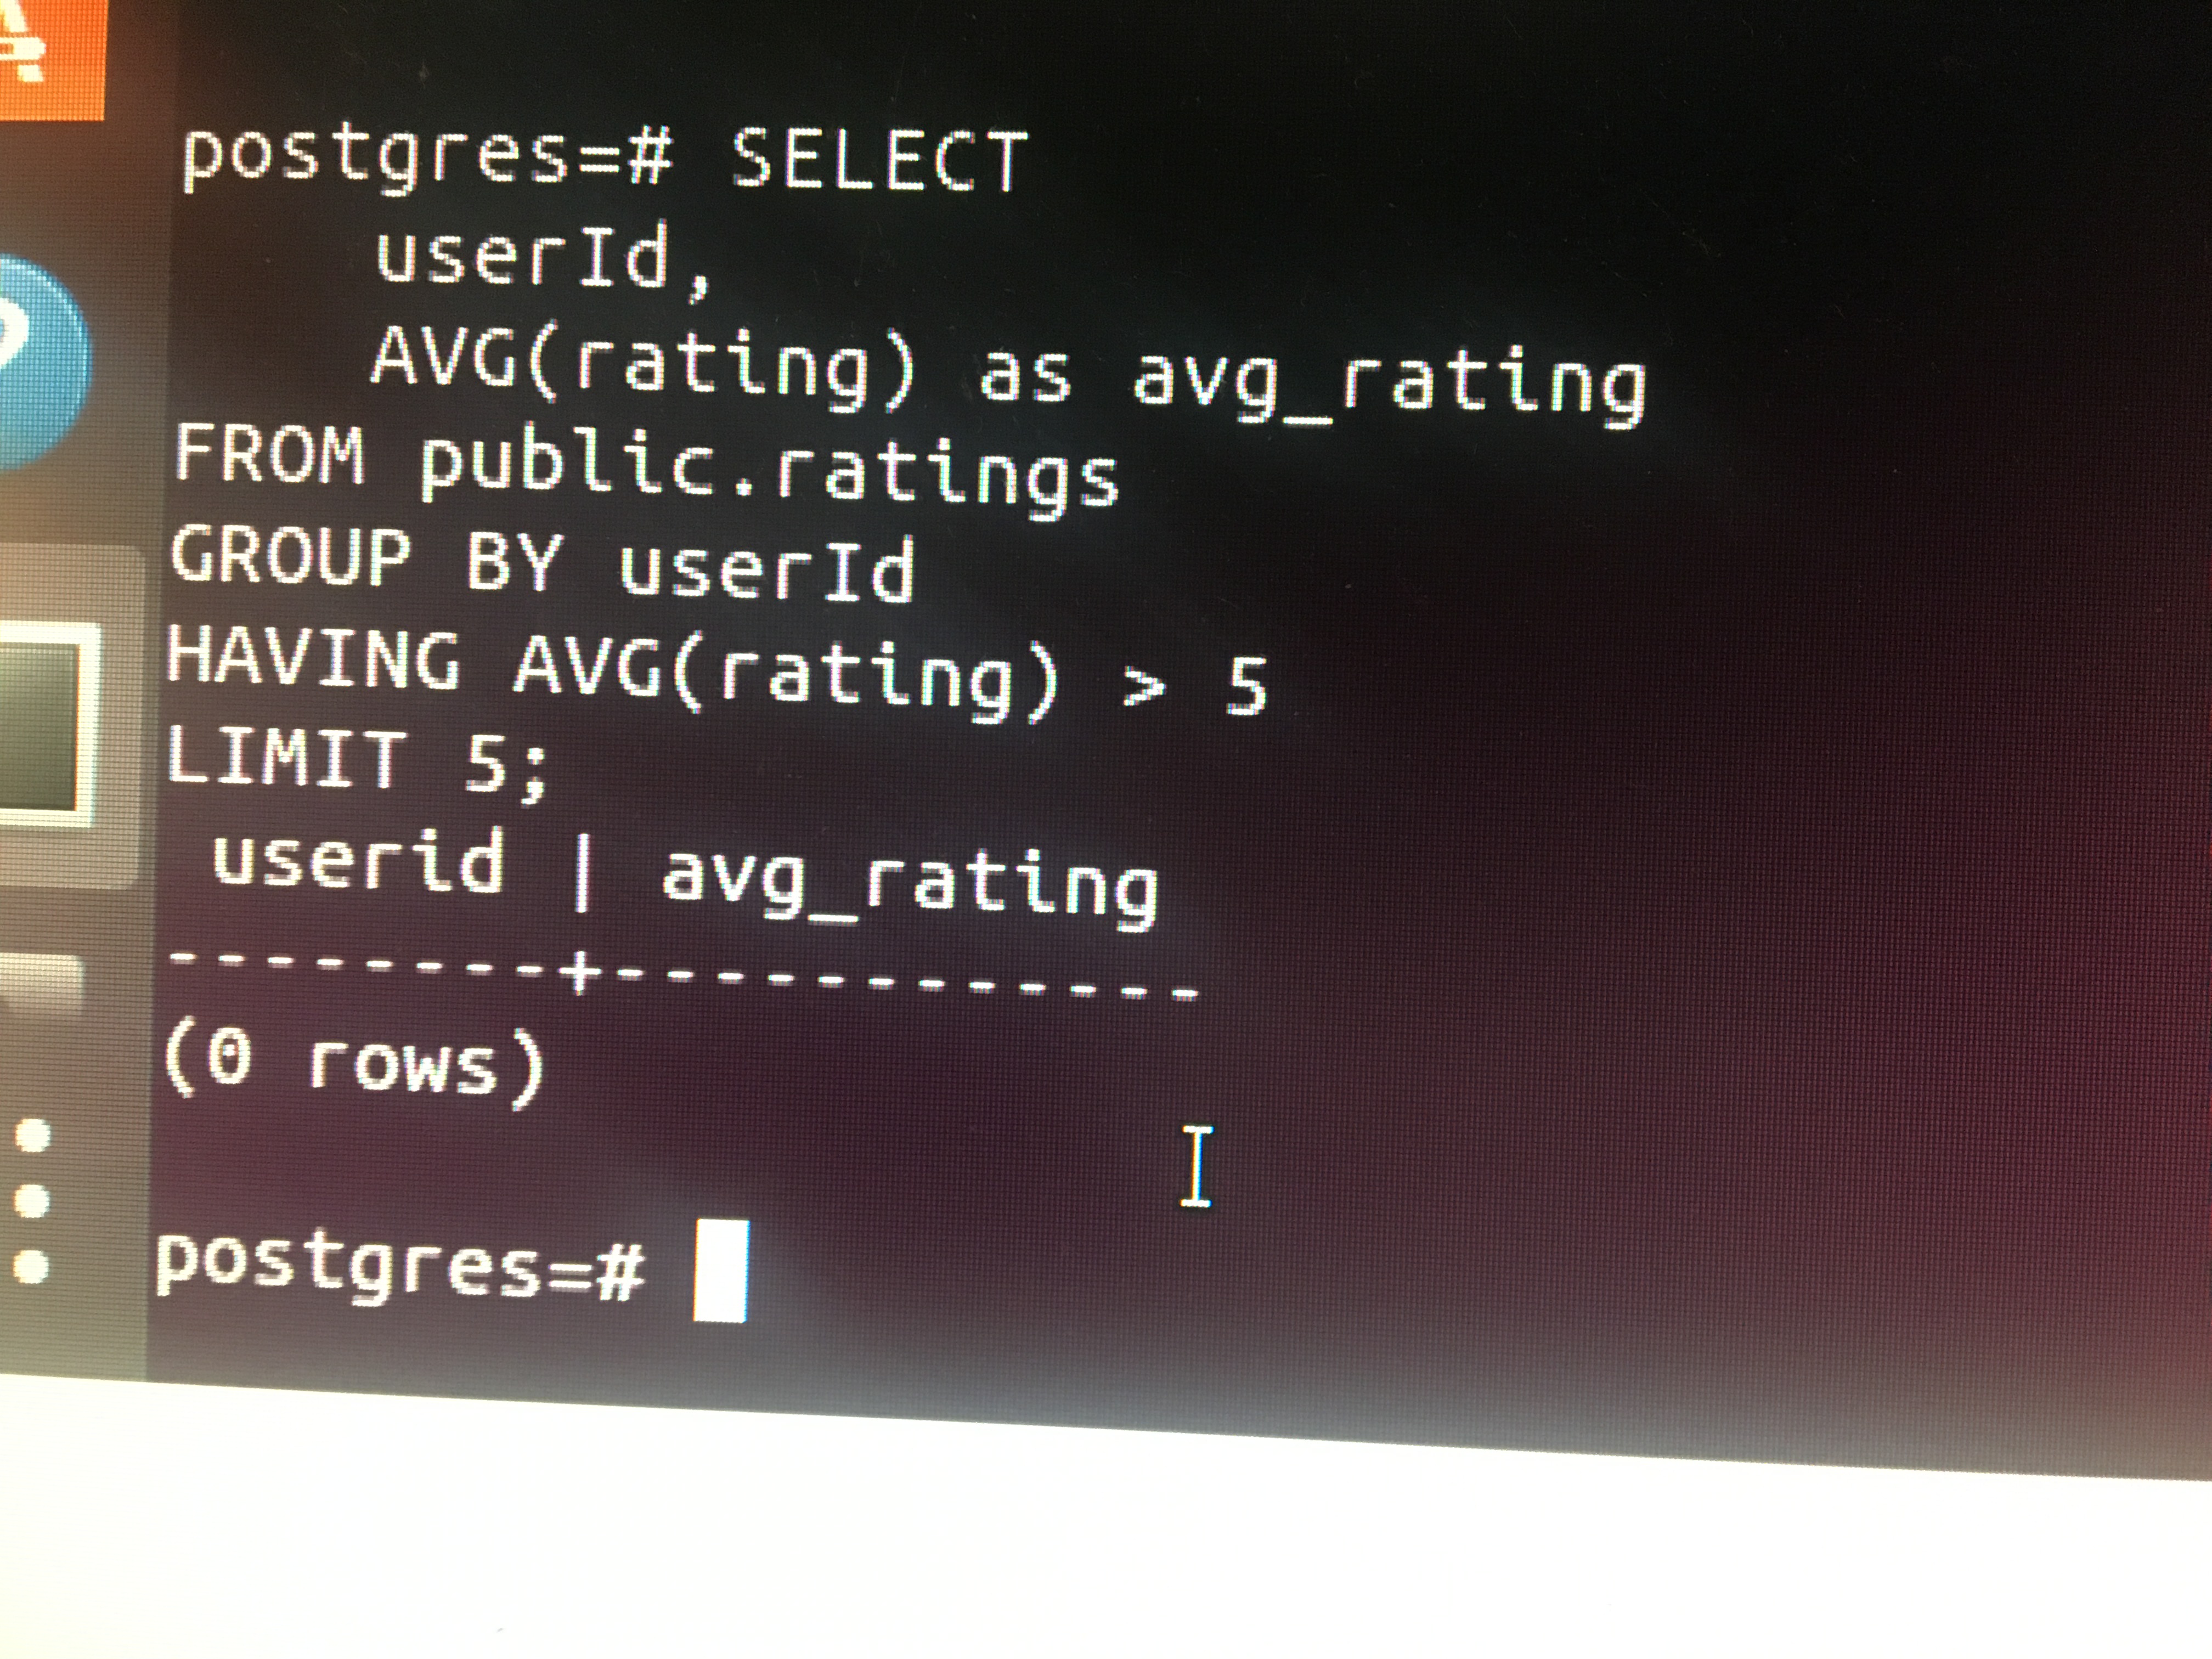 postgres=# SELECT
    userId,
    AVG(rating) as avg_rating
FROM public.ratings
GROUP BY userId
HAVING AVG(rating) > 5
LIMIT 5;
 userid | avg_rating
--------+------------
(0 rows)

postgres=#